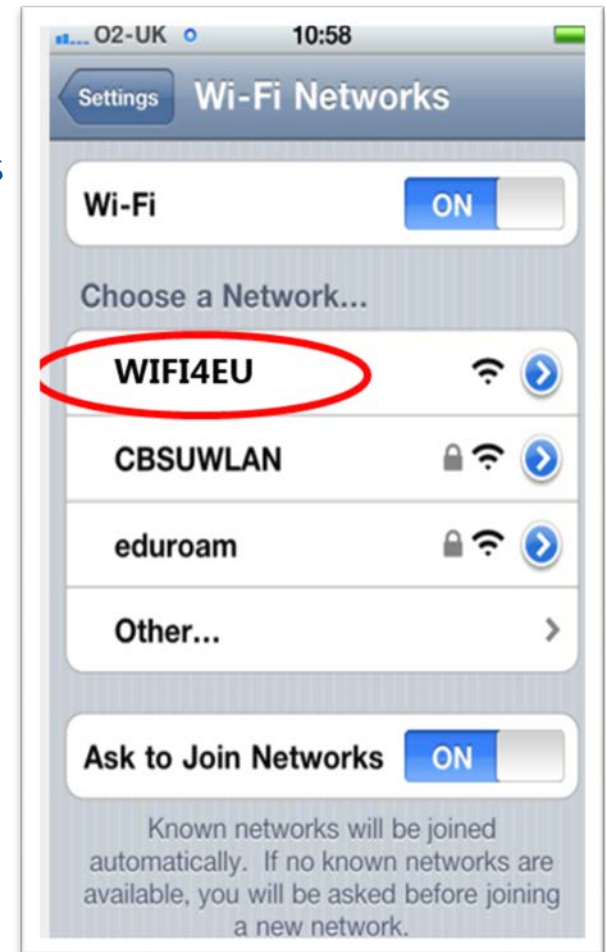 O2-UK 10:58
Settings Wi-Fi Networks
s
Wi-Fi ON
Choose a Network...
WIFI4EU
CBSUWLAN
eduroam
Other...
Ask to Join Networks ON
Known networks will be joined
automatically. If no known networks are
available, you will be asked before joining
a new network.